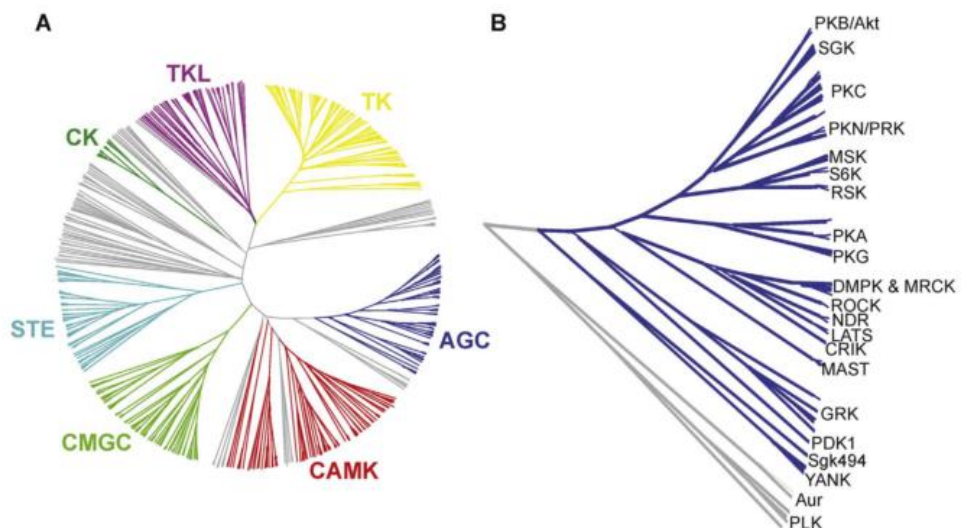 A
TKL
TK
CK
STE
AGC
CMGC
CAMK
B
PKB/Akt
SGK
PKC
PKN/PRK
MSK
S6K
RSK
PKA
PKG
DMPK & MRCK
ROCK
NDR
LATS
CRIK
MAST
GRK
PDK1
Sgk494
YANK
Aur
PLK